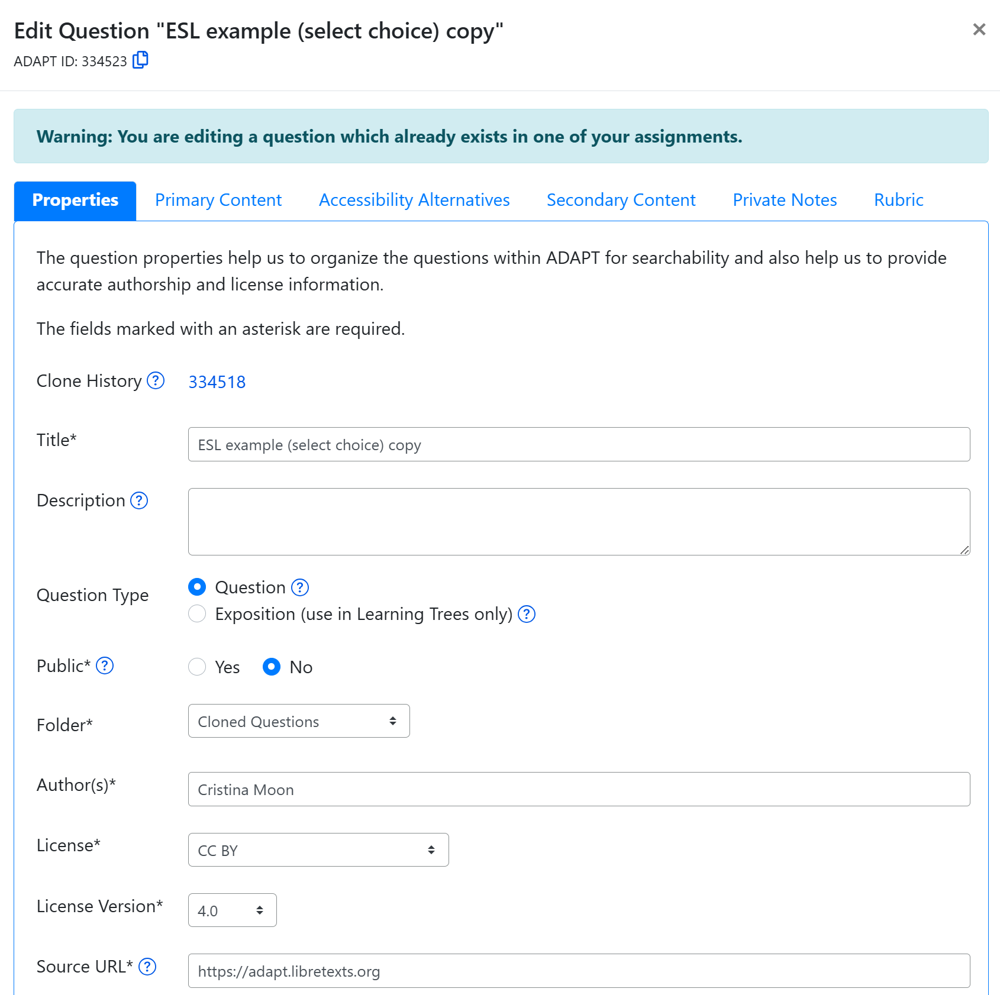 Edit Question "ESL example (select choice) copy"
ADAPT ID: 334523
Warning: You are editing a question which already exists in one of your assignments.
Properties Primary Content Accessibility Alternatives Secondary Content Private Notes Rubric
The question properties help us to organize the questions within ADAPT for searchability and also help us to provide
accurate authorship and license information.
The fields marked with an asterisk are required.
Clone History ? 334518
Title* ESL example (select choice) copy
Description ?
Question Type
Question ?
Exposition (use in Learning Trees only) ?
Public* ? Yes No
Folder* Cloned Questions
Author(s)* Cristina Moon
License* CC BY
License Version* 4.0
Source URL* ? https://adapt.libretexts.org